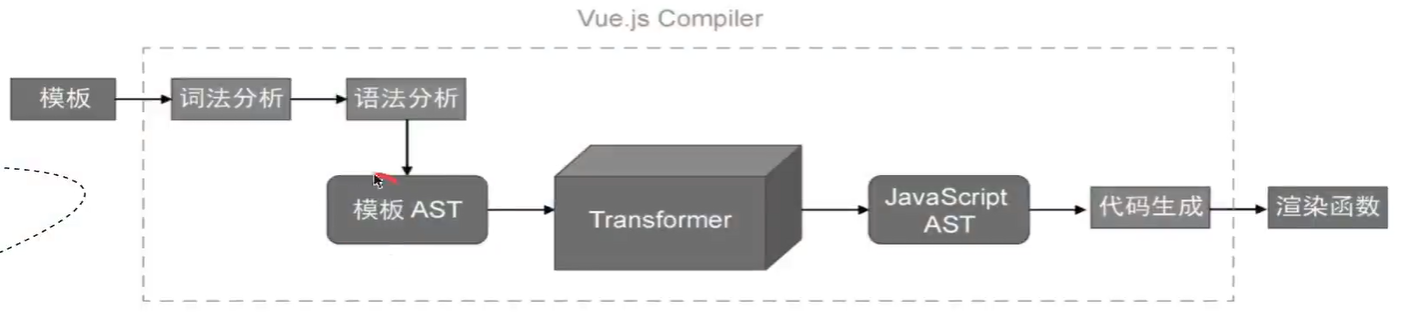 Vue.js Compiler
模板
词法分析
语法分析
模板 AST
Transformer
JavaScript
AST
代码生成
渲染函数